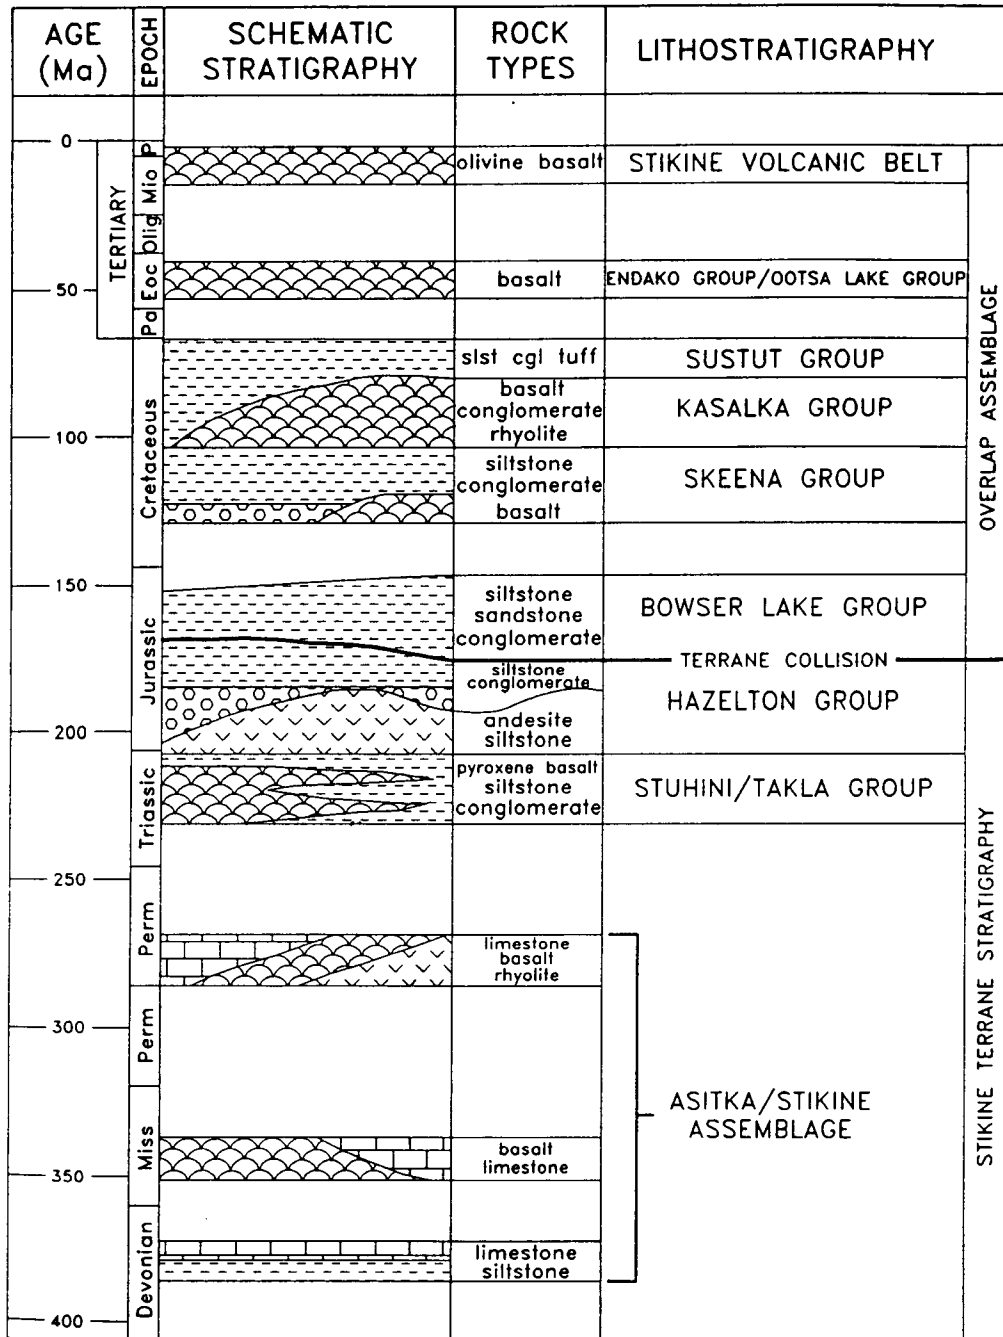 AGE
(Ma)
EPOCH
SCHEMATIC
STRATIGRAPHY
ROCK
TYPES
LITHOSTRATIGRAPHY
0
50
100
150
200
250
300
350
400
TERTIARY
P
Mio
Olig
Eoc
Pal
Cretaceous
Jurassic
Triassic
Perm
Perm
Miss
Devonian
olivine basalt
STIKINE VOLCANIC BELT
basalt
ENDAKO GROUP/OOTSA LAKE GROUP
slst cgl tuff
SUSTUT GROUP
basalt
conglomerate
rhyolite
KASALKA GROUP
siltstone
conglomerate
basalt
SKEENA GROUP
siltstone
sandstone
conglomerate
BOWSER LAKE GROUP
TERRANE COLLISION
siltstone
conglomerate
andesite
siltstone
HAZELTON GROUP
pyroxene basalt
siltstone
conglomerate
STUHINI/TAKLA GROUP
limestone
basalt
rhyolite
basalt
limestone
limestone
siltstone
ASITKA/STIKINE
ASSEMBLAGE
OVERLAP ASSEMBLAGE
STIKINE TERRANE STRATIGRAPHY